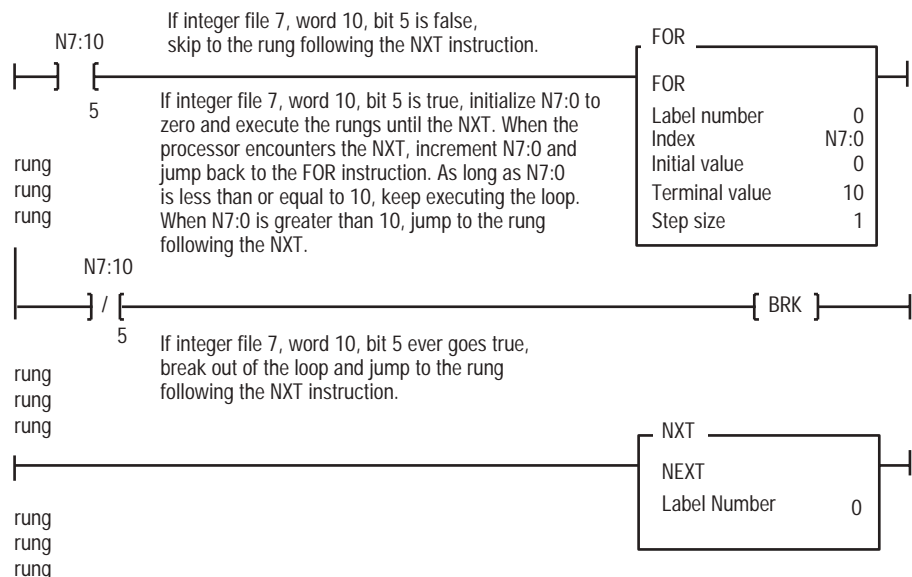 If integer file 7, word 10, bit 5 is false,
skip to the rung following the NXT instruction.
N7:10
] [
5
FOR
FOR
Label number 0
Index N7:0
Initial value 0
Terminal value 10
Step size 1
If integer file 7, word 10, bit 5 is true, initialize N7:0 to
zero and execute the rungs until the NXT. When the
processor encounters the NXT, increment N7:0 and
jump back to the FOR instruction. As long as N7:0
is less than or equal to 10, keep executing the loop.
When N7:0 is greater than 10, jump to the rung
following the NXT.
rung
rung
rung
N7:10
] / [
5
[ BRK ]
If integer file 7, word 10, bit 5 ever goes true,
break out of the loop and jump to the rung
following the NXT instruction.
rung
rung
rung
NXT
NEXT
Label Number 0
rung
rung
rung